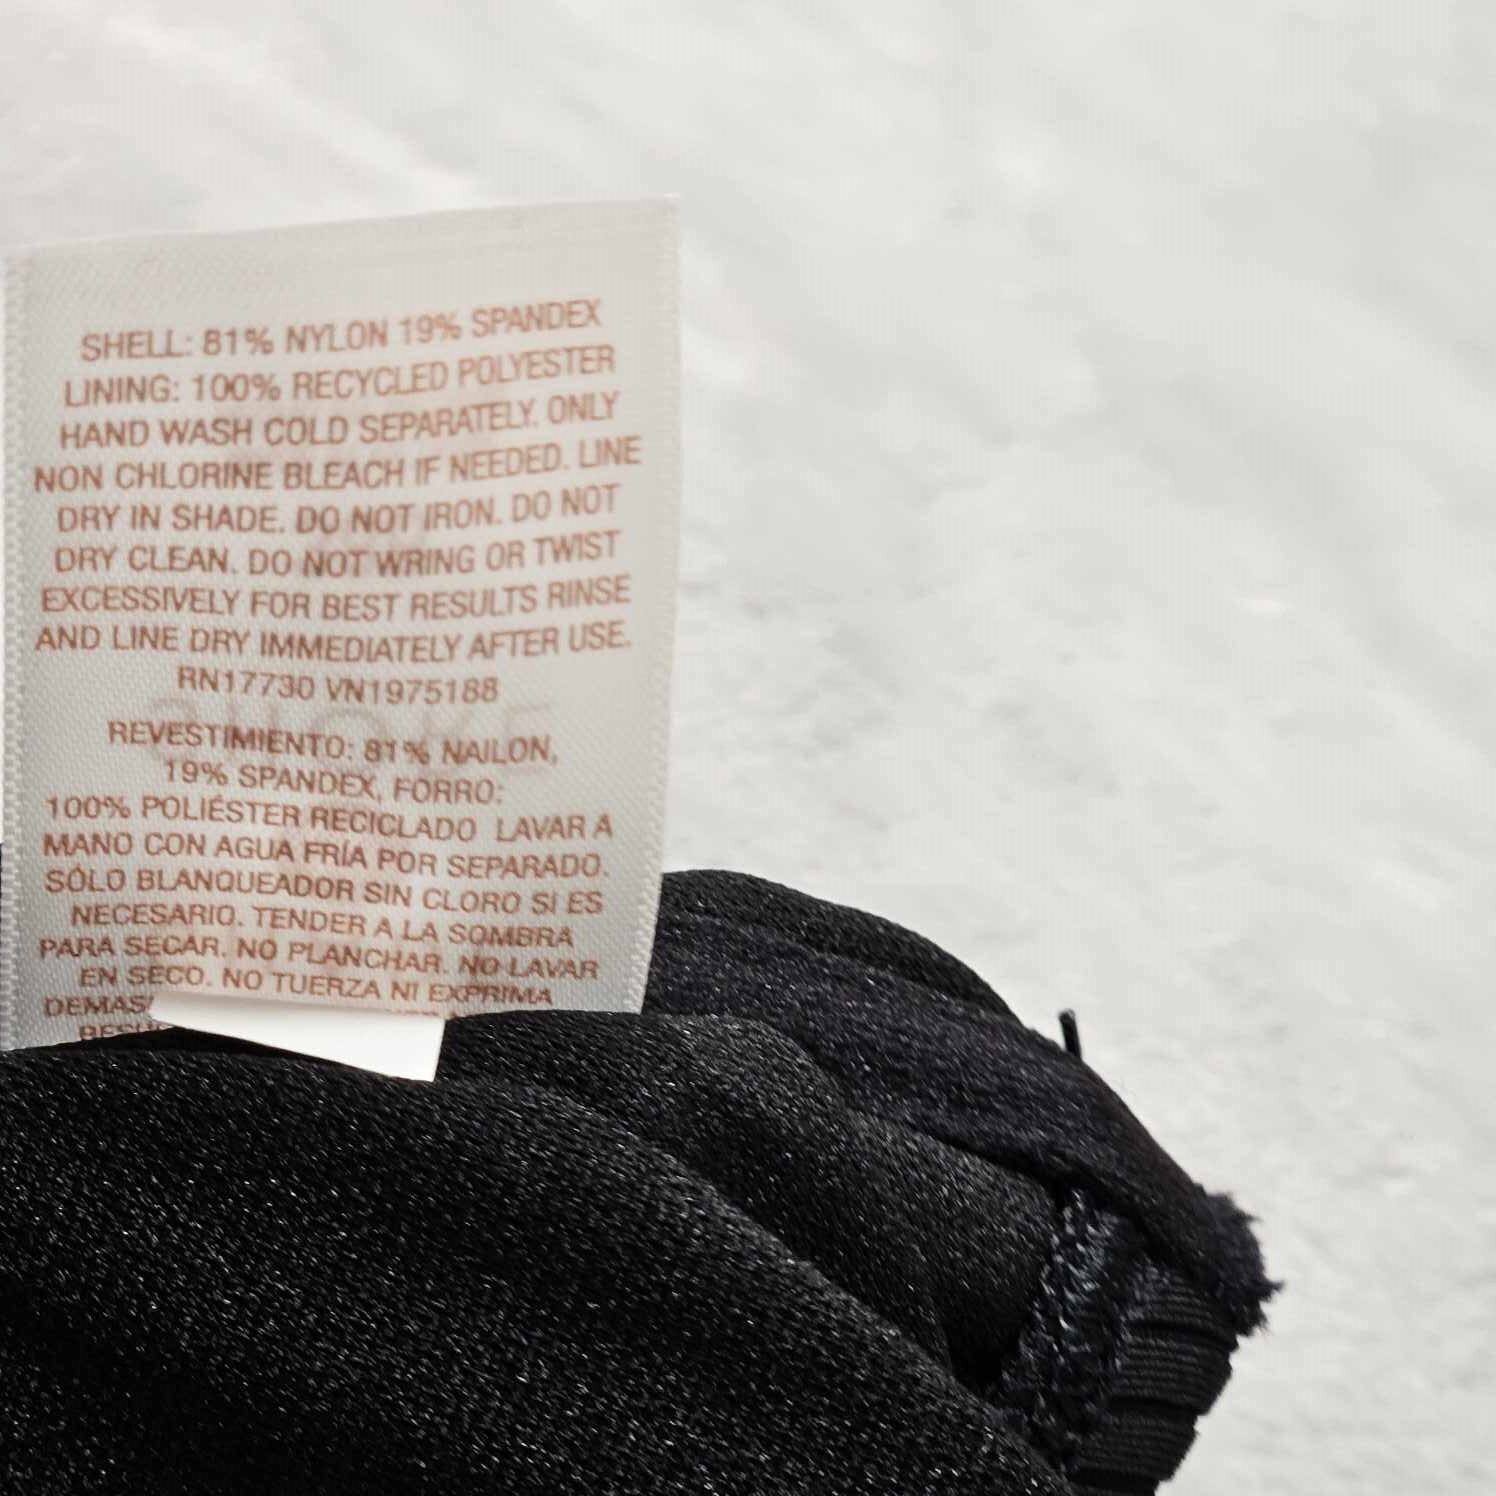 SHELL: 81% NYLON 19% SPANDEX
LINING: 100% RECYCLED POLYESTER
HAND WASH COLD SEPARATELY. ONLY
NON CHLORINE BLEACH IF NEEDED. LINE
DRY IN SHADE. DO NOT IRON. DO NOT
DRY CLEAN. DO NOT WRING OR TWIST
EXCESSIVELY FOR BEST RESULTS RINSE
AND LINE DRY IMMEDIATELY AFTER USE.
RN17730 VN1975188
REVESTIMIENTO: 81% NAILON,
19% SPANDEX, FORRO:
100% POLIÉSTER RECICLADO LAVAR A
MANO CON AGUA FRÍA POR SEPARADO.
SÓLO BLANQUEADOR SIN CLORO SI ES
NECESARIO. TENDER A LA SOMBRA
PARA SECAR. NO PLANCHAR. NO LAVAR
EN SECO. NO TUERZA NI EXPRIMA